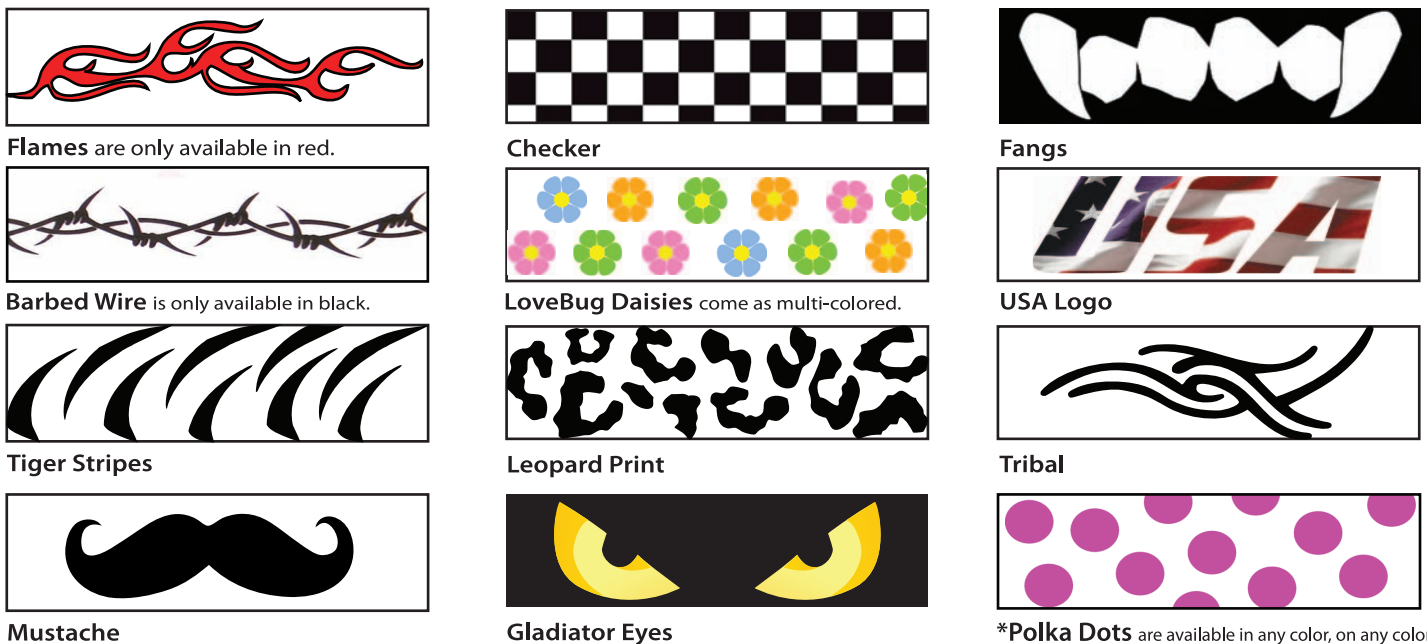 Flames are only available in red.
Checker
Fangs
USA
Barbed Wire is only available in black.
LoveBug Daisies come as multi-colored.
USA Logo
Tiger Stripes
Leopard Print
Tribal
Mustache
Gladiator Eyes
*Polka Dots are available in any color, on any colo